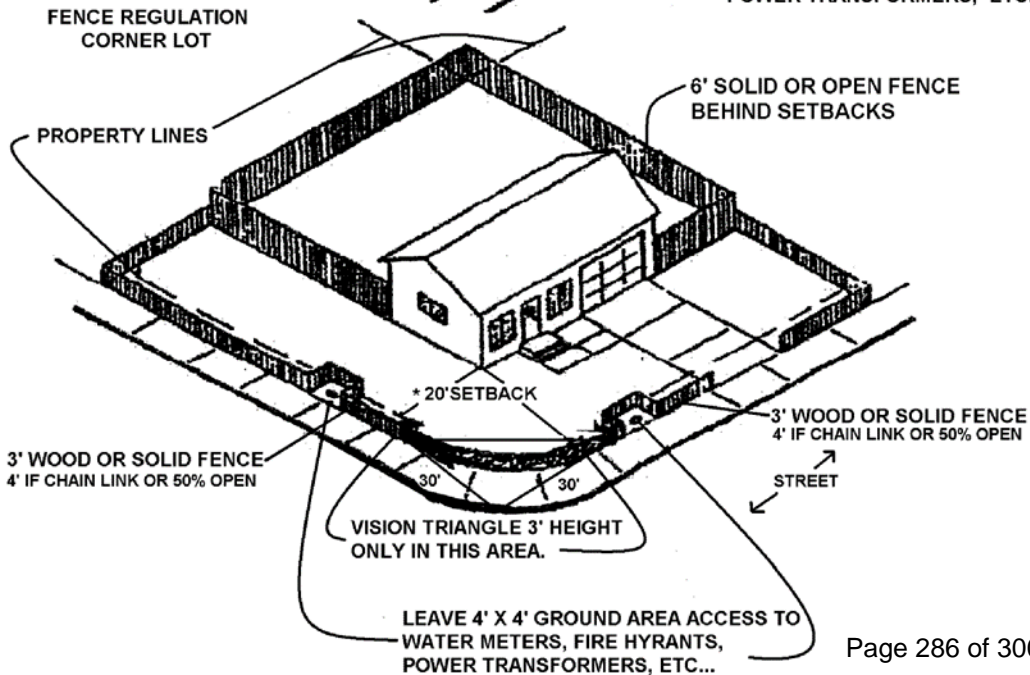 POWER TRANSFORMERS, ETC.
FENCE REGULATION
CORNER LOT
6' SOLID OR OPEN FENCE
BEHIND SETBACKS
PROPERTY LINES
* 20' SETBACK
3' WOOD OR SOLID FENCE
4' IF CHAIN LINK OR 50% OPEN
3' WOOD OR SOLID FENCE
4' IF CHAIN LINK OR 50% OPEN
STREET
30'
30'
VISION TRIANGLE 3' HEIGHT
ONLY IN THIS AREA.
LEAVE 4' X 4' GROUND AREA ACCESS TO
WATER METERS, FIRE HYRANTS,
POWER TRANSFORMERS, ETC...
Page 286 of 300